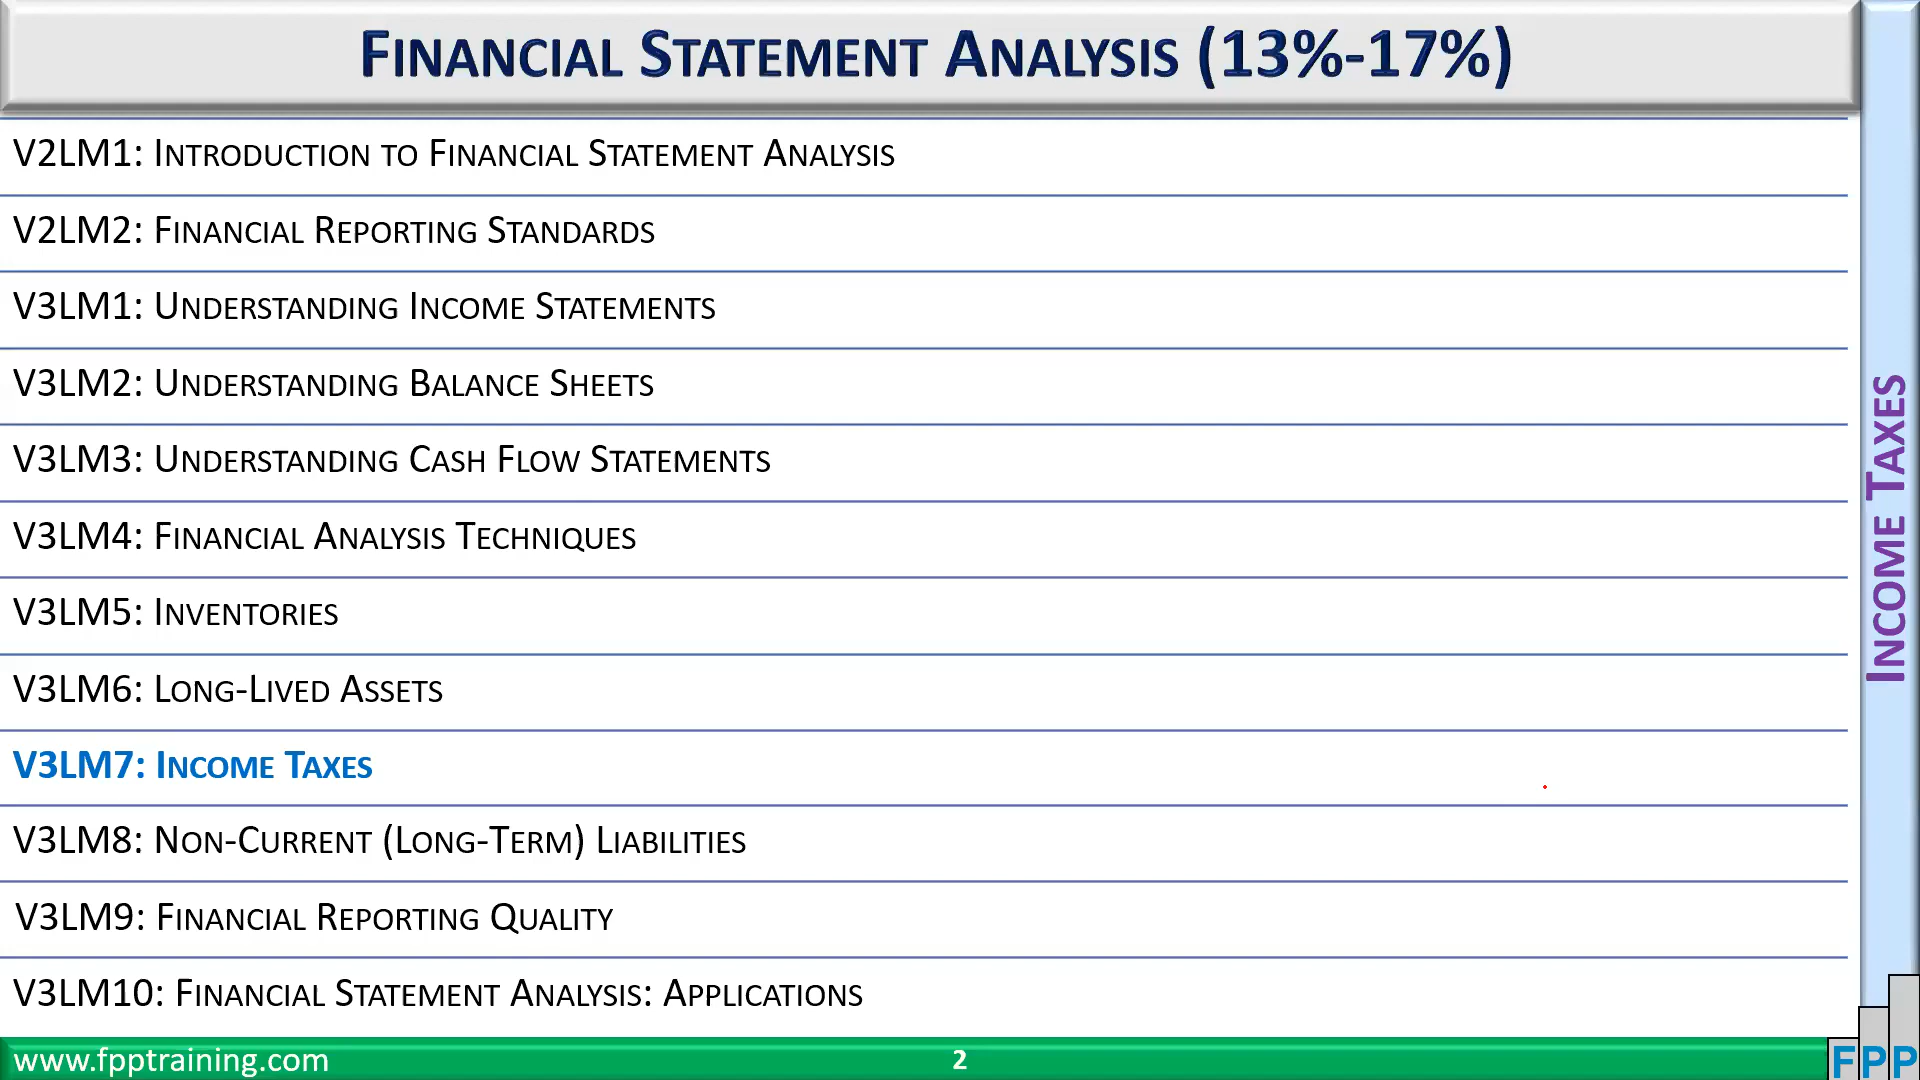 Financial Statement Analysis (13%-17%)
V2LM1: Introduction to Financial Statement Analysis
V2LM2: Financial Reporting Standards
V3LM1: Understanding Income Statements
V3LM2: Understanding Balance Sheets
V3LM3: Understanding Cash Flow Statements
V3LM4: Financial Analysis Techniques
V3LM5: Inventories
V3LM6: Long-Lived Assets
V3LM7: Income Taxes
V3LM8: Non-Current (Long-Term) Liabilities
V3LM9: Financial Reporting Quality
V3LM10: Financial Statement Analysis: Applications
Income Taxes
www.fpptraining.com
2
FPP